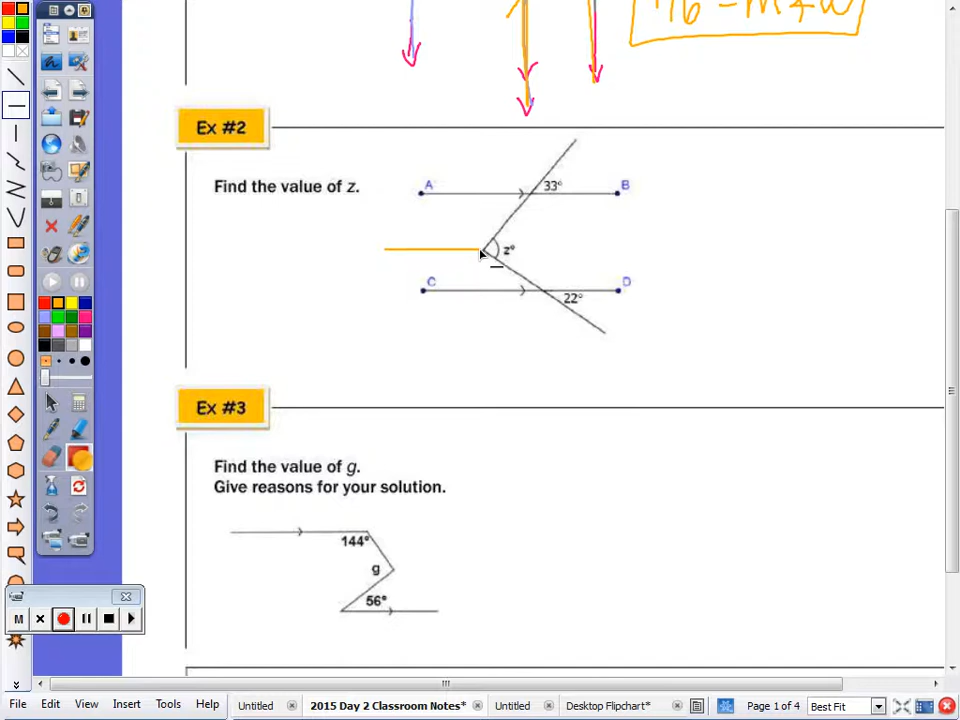 Ex #2
Find the value of z.
A
B
33°
z°
C
D
22°
Ex #3
Find the value of g.
Give reasons for your solution.
144°
g
56°
M
File Edit View Insert Tools Help
Untitled
2015 Day 2 Classroom Notes*
Untitled
Desktop Flipchart*
Page 1 of 4
Best Fit